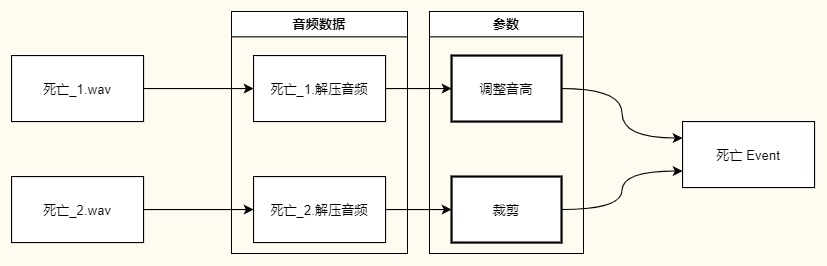 音频数据
参数
死亡_1.wav
死亡_1.解压音频
调整音高
死亡 Event
死亡_2.wav
死亡_2.解压音频
裁剪